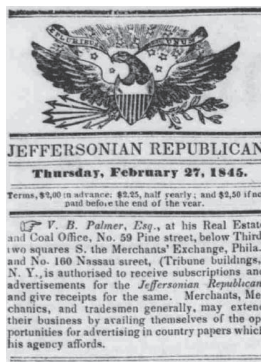 E PLURIBUS UNUM
JEFFERSONIAN REPUBLICAN
Thursday, February 27, 1845.
Terms, $2,00 in advance: $2,25, half yearly; and $2,50 if no
paid before the end of the year.
☞ V. B. Palmer, Esq., at his Real Estate
and Coal Office, No. 59 Pine street, below Third
two squares S. the Merchants' Exchange, Phila.
and No. 160 Nassau street, (Tribune buildings,
N. Y., is authorised to receive subscriptions and
advertisements for the Jeffersonian Republican
and give receipts for the same. Merchants, Me
chanics, and tradesmen generally, may extend
their business by availing themselves of the op
portunities for advertising in country papers which
his agency affords.